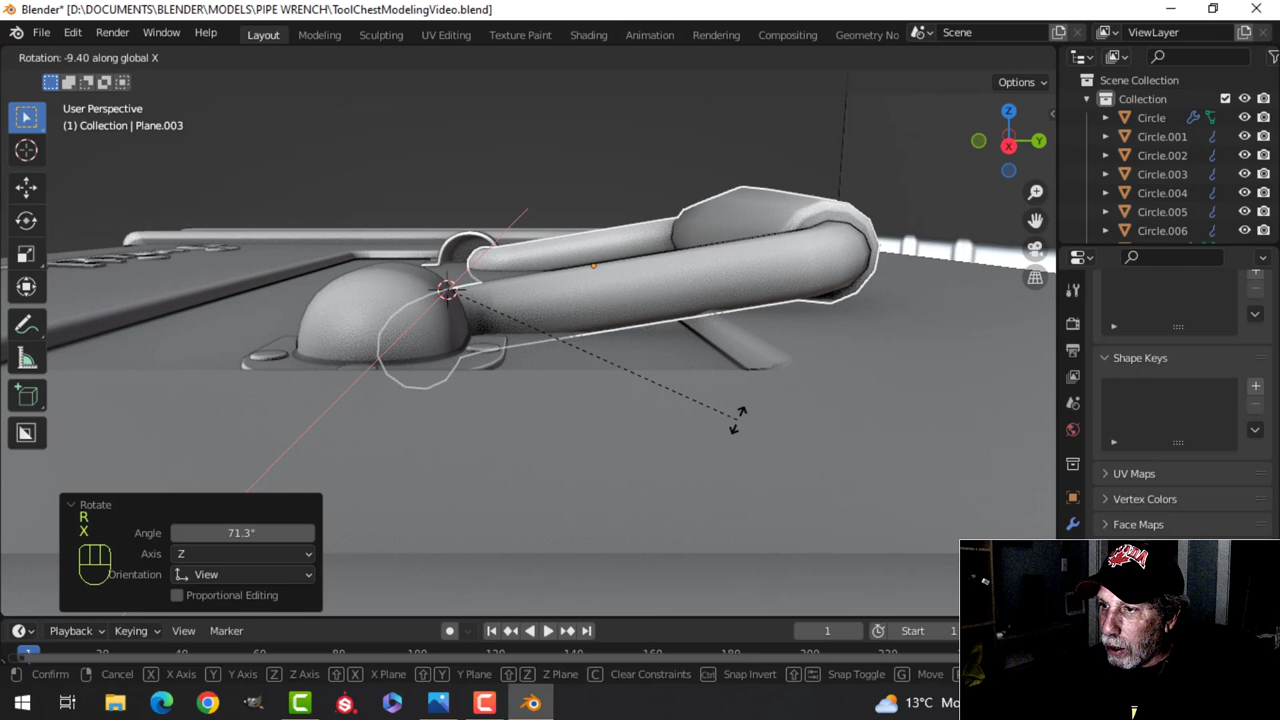 Blender* [D:\DOCUMENTS\BLENDER\MODELS\PIPE WRENCH\ToolChestModelingVideo.blend]
File Edit Render Window Help Layout Modeling Sculpting UV Editing Texture Paint Shading Animation Rendering Compositing Geometry No Scene ViewLayer
Rotation: -9.40 along global X
Options
User Perspective
(1) Collection | Plane.003
Z
Y
X
Scene Collection
Collection
Circle
Circle.001
Circle.002
Circle.003
Circle.004
Circle.005
Circle.006
Shape Keys
UV Maps
Vertex Colors
Face Maps
Rotate
R
X
Angle 71.3°
Axis Z
Orientation View
Proportional Editing
Playback Keying View Marker 1 Start 1
Confirm Cancel X X Axis Y Y Axis Z Z Axis X X Plane Y Y Plane Z Z Plane C Clear Constraints Ctrl Snap Invert Snap Toggle G Move
13°C Mo